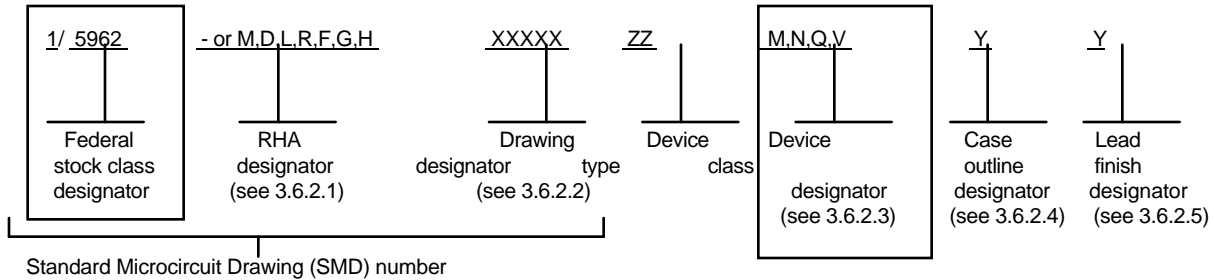 1/ 5962 - or M,D,L,R,F,G,H XXXXX ZZ M,N,Q,V Y Y
Federal RHA Drawing Device Device Case Lead
stock class designator designator type class outline finish
designator (see 3.6.2.1) (see 3.6.2.2) designator designator designator
(see 3.6.2.3) (see 3.6.2.4) (see 3.6.2.5)
Standard Microcircuit Drawing (SMD) number